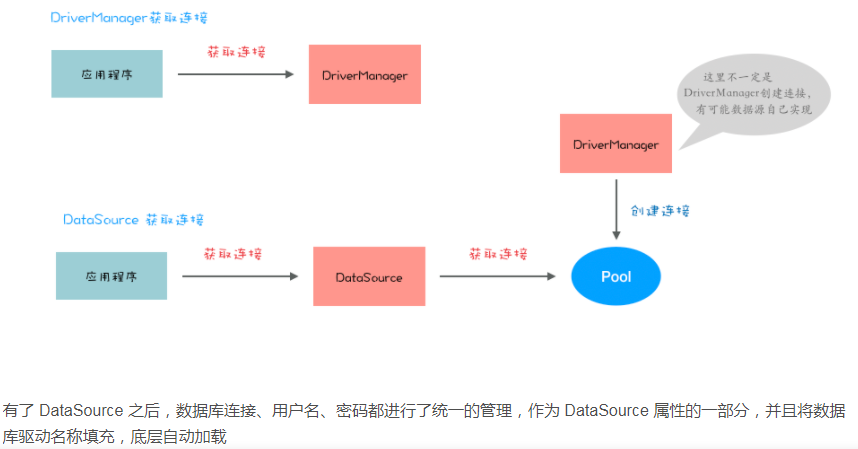 DriverManager获取连接
应用程序
获取连接
DriverManager
这里不一定是
DriverManager创建连接,
有可能数据源自己实现
DriverManager
创建连接
DataSource 获取连接
应用程序
获取连接
DataSource
获取连接
Pool
有了 DataSource 之后，数据库连接、用户名、密码都进行了统一的管理，作为 DataSource 属性的一部分，并且将数据
库驱动名称填充，底层自动加载